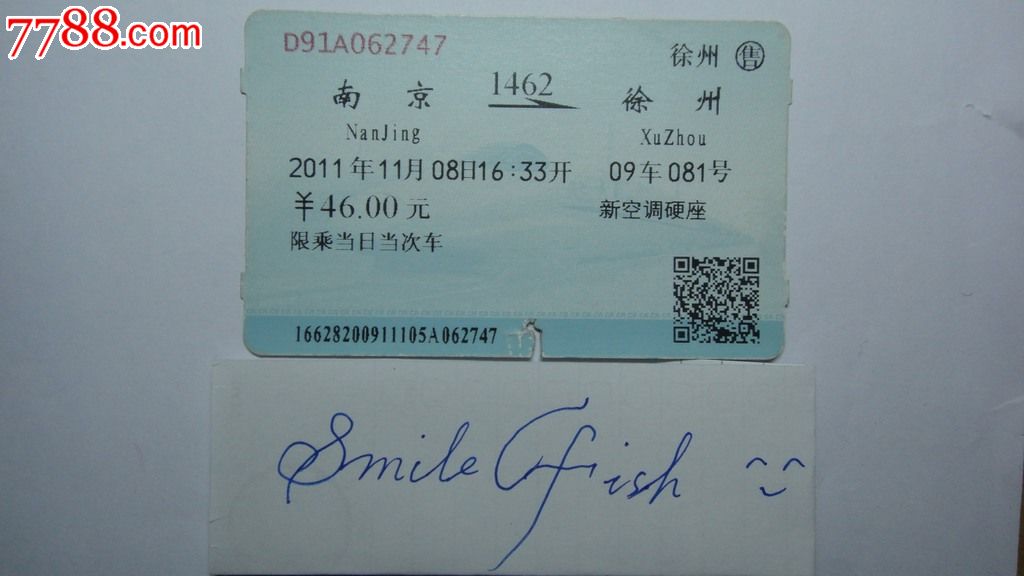 7788.com
D91A062747
徐州 售
南京 1462 徐州
NanJing XuZhou
2011年11月08日16:33开 09车081号
¥46.00元 新空调硬座
限乘当日当次车
16628200911105A062747
Smile fish